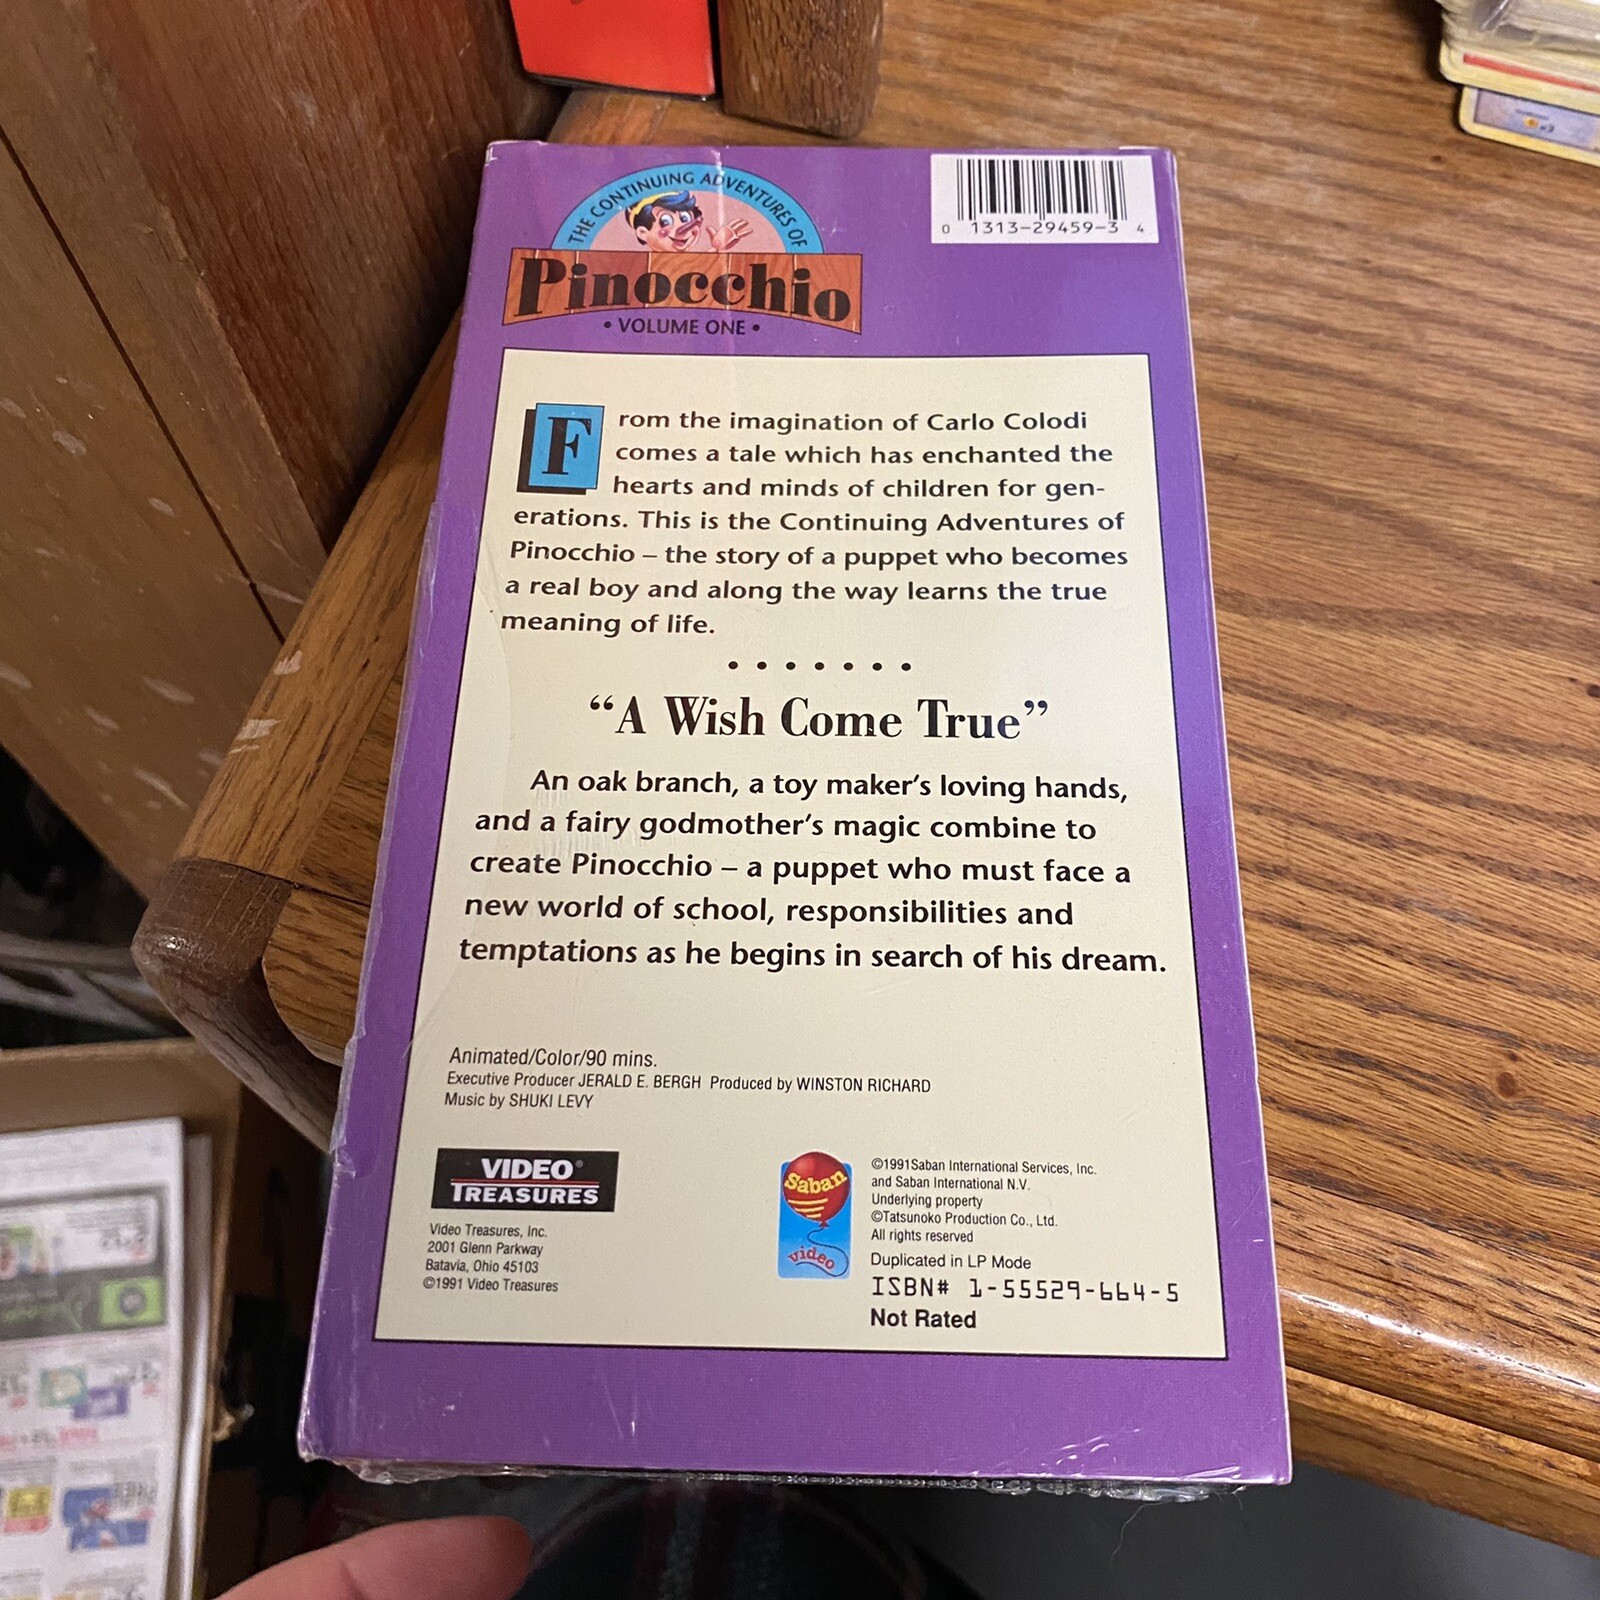 THE CONTINUING ADVENTURES OF
Pinocchio
• VOLUME ONE •
0 1313-29459-3 4
From the imagination of Carlo Colodi
comes a tale which has enchanted the
hearts and minds of children for gen-
erations. This is the Continuing Adventures of
Pinocchio – the story of a puppet who becomes
a real boy and along the way learns the true
meaning of life.
• • • • • • •
“A Wish Come True”
An oak branch, a toy maker's loving hands,
and a fairy godmother's magic combine to
create Pinocchio – a puppet who must face a
new world of school, responsibilities and
temptations as he begins in search of his dream.
Animated/Color/90 mins.
Executive Producer JERALD E. BERGH Produced by WINSTON RICHARD
Music by SHUKI LEVY
VIDEO®
TREASURES
Video Treasures, Inc.
2001 Glenn Parkway
Batavia, Ohio 45103
©1991 Video Treasures
Saban
video
©1991 Saban International Services, Inc.
and Saban International N.V.
Underlying property
©Tatsunoko Production Co., Ltd.
All rights reserved
Duplicated in LP Mode
ISBN# 1-55529-664-5
Not Rated